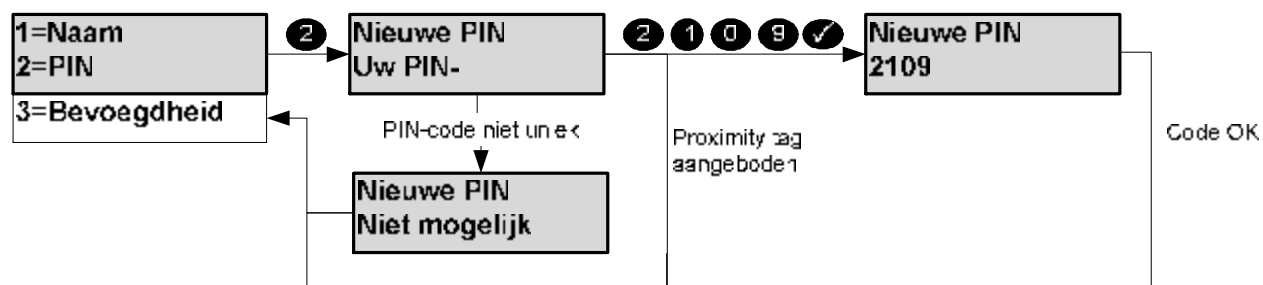 1=Naam
2=PIN
3=Bevoegdheid
2
Nieuwe PIN
Uw PIN-
2 1 0 9 ✓
Nieuwe PIN
2109
PIN-code niet uniek
Nieuwe PIN
Niet mogelijk
Proximity tag
aangeboden
Code OK